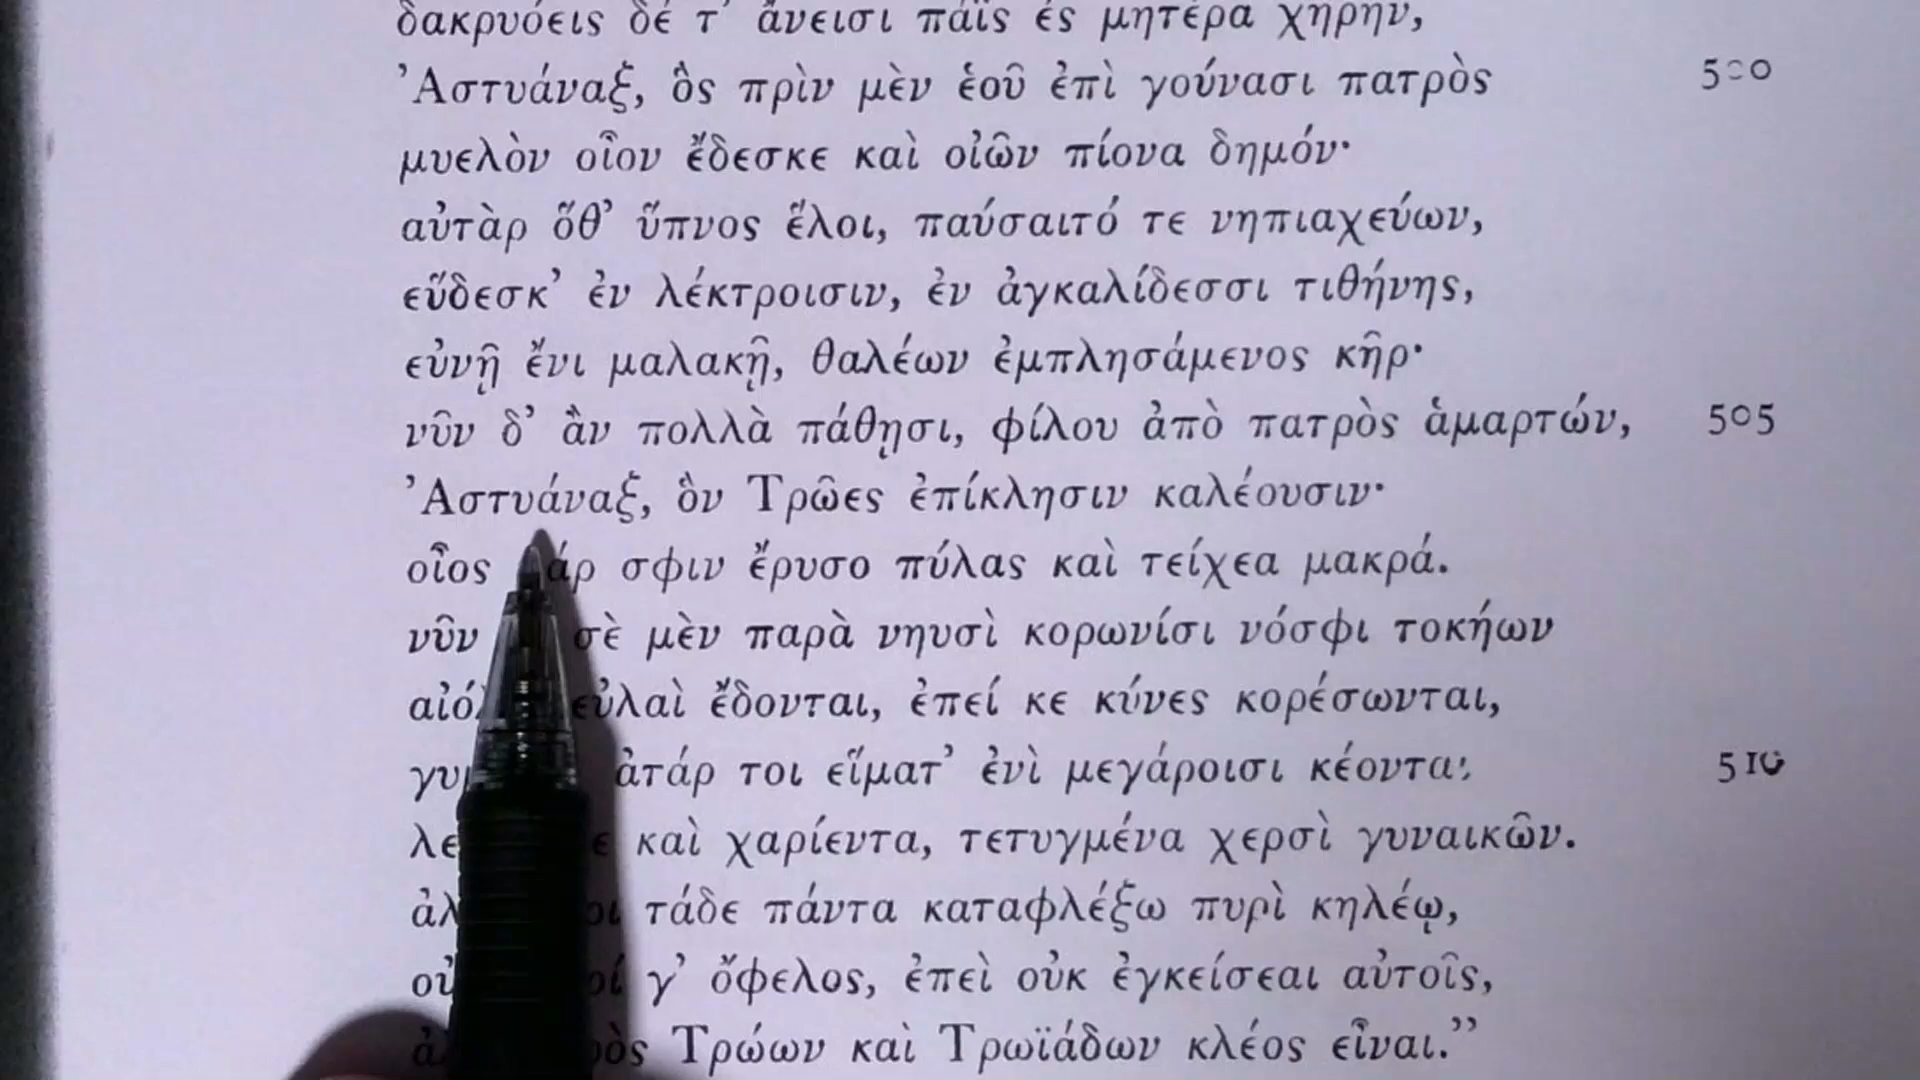 δακρυόεις δέ τ' ἄνεισι πάϊς ἐς μητέρα χήρην,
Ἀστυάναξ, ὃς πρὶν μὲν ἑοῦ ἐπὶ γούνασι πατρὸς 500
μυελὸν οἶον ἔδεσκε καὶ οἰῶν πίονα δημόν·
αὐτὰρ ὅθ' ὕπνος ἕλοι, παύσαιτό τε νηπιαχεύων,
εὕδεσκ' ἐν λέκτροισιν, ἐν ἀγκαλίδεσσι τιθήνης,
εὐνῇ ἔνι μαλακῇ, θαλέων ἐμπλησάμενος κῆρ·
νῦν δ' ἂν πολλὰ πάθῃσι, φίλου ἀπὸ πατρὸς ἁμαρτών, 505
Ἀστυάναξ, ὃν Τρῶες ἐπίκλησιν καλέουσιν·
οἶος άρ σφιν ἔρυσο πύλας καὶ τείχεα μακρά.
νῦν σὲ μὲν παρὰ νηυσὶ κορωνίσι νόσφι τοκήων
αἰό εὐλαὶ ἔδονται, ἐπεί κε κύνες κορέσωνται,
γυ ἀτάρ τοι εἵματ' ἐνὶ μεγάροισι κέονται 510
λε καὶ χαρίεντα, τετυγμένα χερσὶ γυναικῶν.
ἀλ τάδε πάντα καταφλέξω πυρὶ κηλέῳ,
οὐ γ' ὄφελος, ἐπεὶ οὐκ ἐγκείσεαι αὐτοῖς,
Τρώων καὶ Τρωϊάδων κλέος εἶναι.”